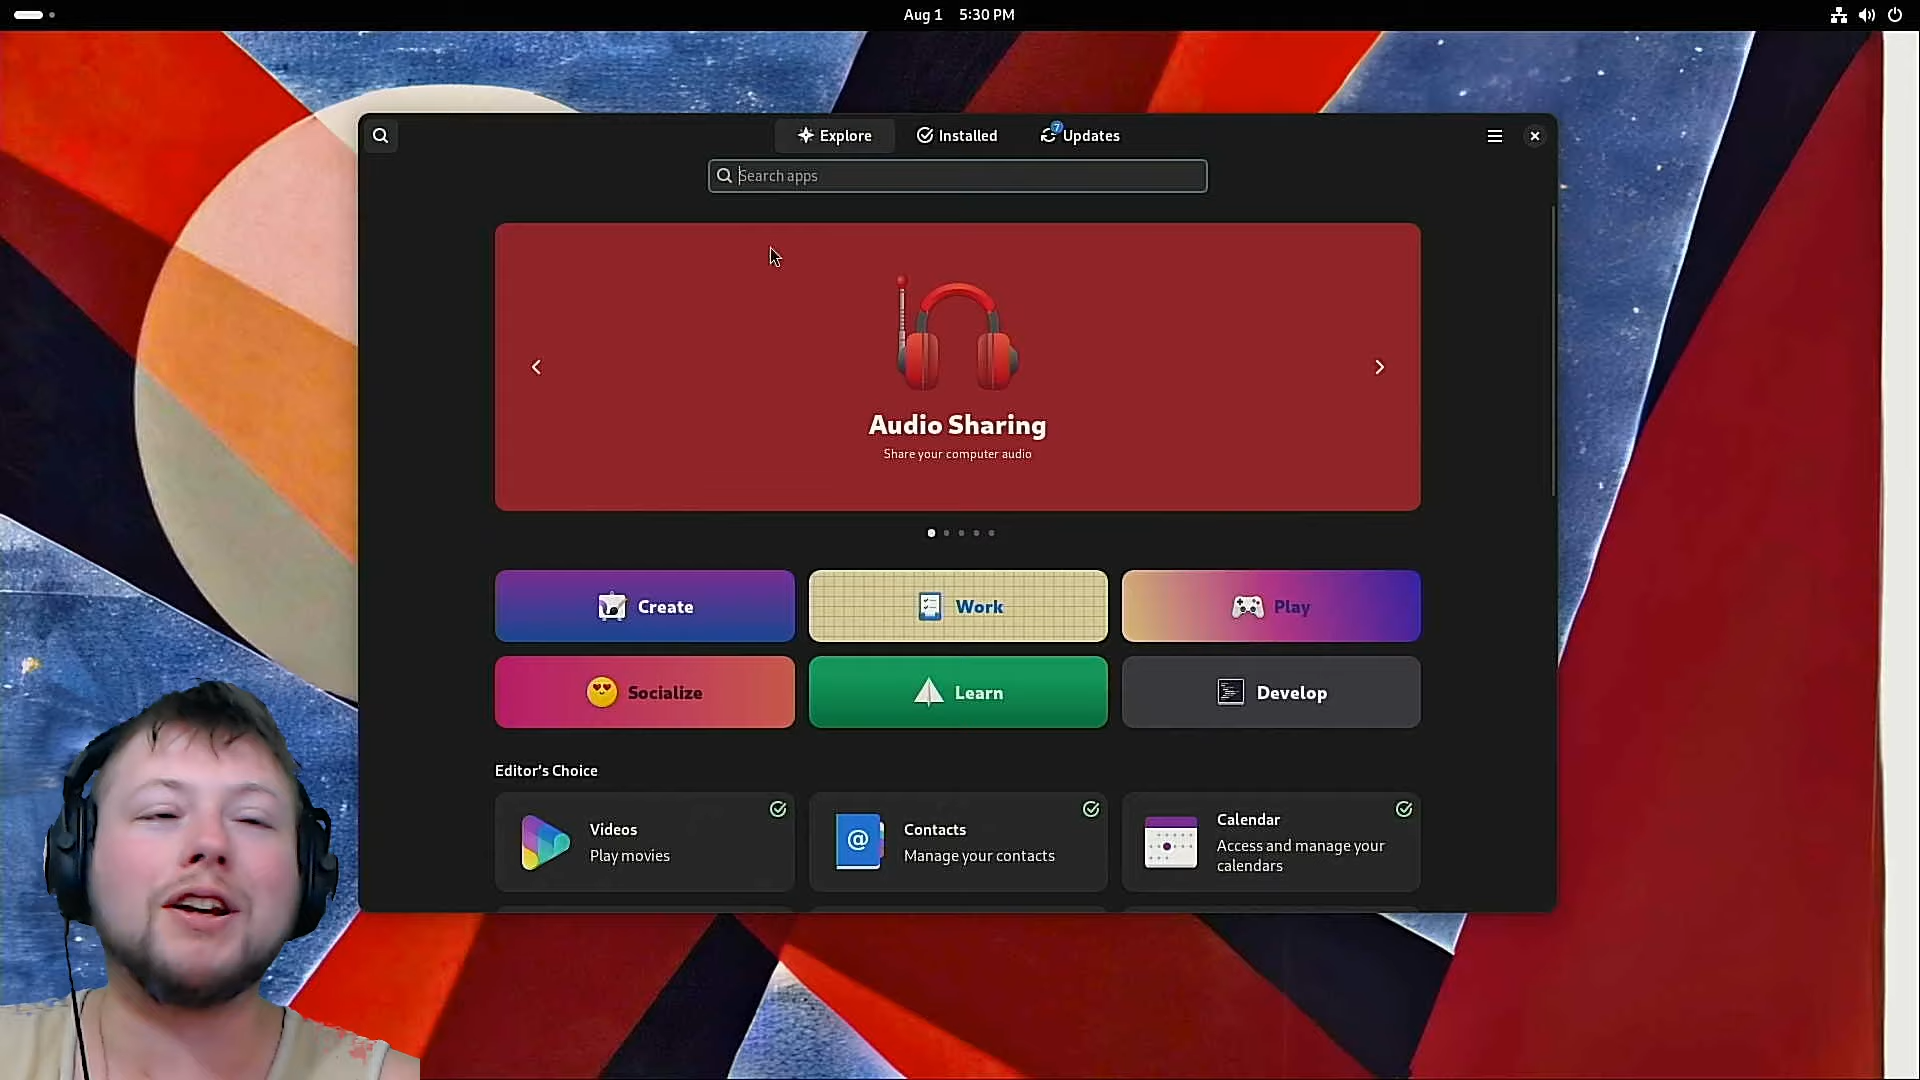 Aug 1 5:30 PM
Explore
Installed
7
Updates
Search apps
Audio Sharing
Share your computer audio
Create
Work
Play
Socialize
Learn
Develop
Editor's Choice
Videos
Play movies
@
Contacts
Manage your contacts
Calendar
Access and manage your
calendars